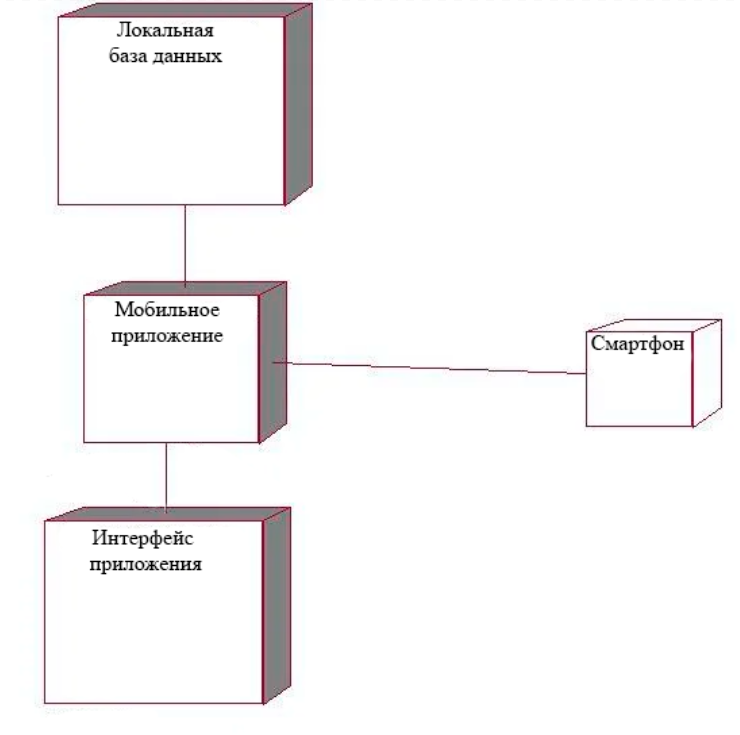 Локальная
база данных
Мобильное
приложение
Смартфон
Интерфейс
приложения